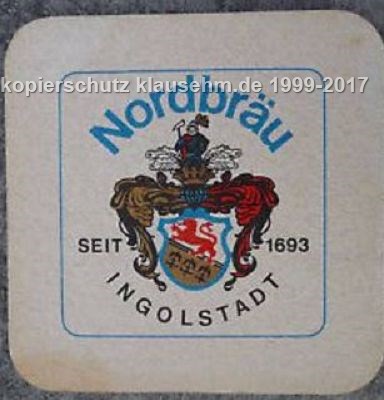 kopierschutz klausehm.de 1999-2017
Nordbräu
SEIT 1693
INGOLSTADT